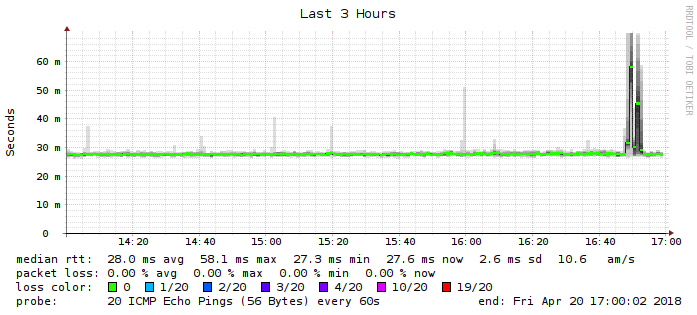 Last 3 Hours
RRDTOOL / TOBI OETIKER
Seconds
60 m
50 m
40 m
30 m
20 m
10 m
0
14:20 14:40 15:00 15:20 15:40 16:00 16:20 16:40 17:00
median rtt: 28.0 ms avg 58.1 ms max 27.3 ms min 27.6 ms now 2.6 ms sd 10.6 am/s
packet loss: 0.00 % avg 0.00 % max 0.00 % min 0.00 % now
loss color: 0 1/20 2/20 3/20 4/20 10/20 19/20
probe: 20 ICMP Echo Pings (56 Bytes) every 60s end: Fri Apr 20 17:00:02 2018